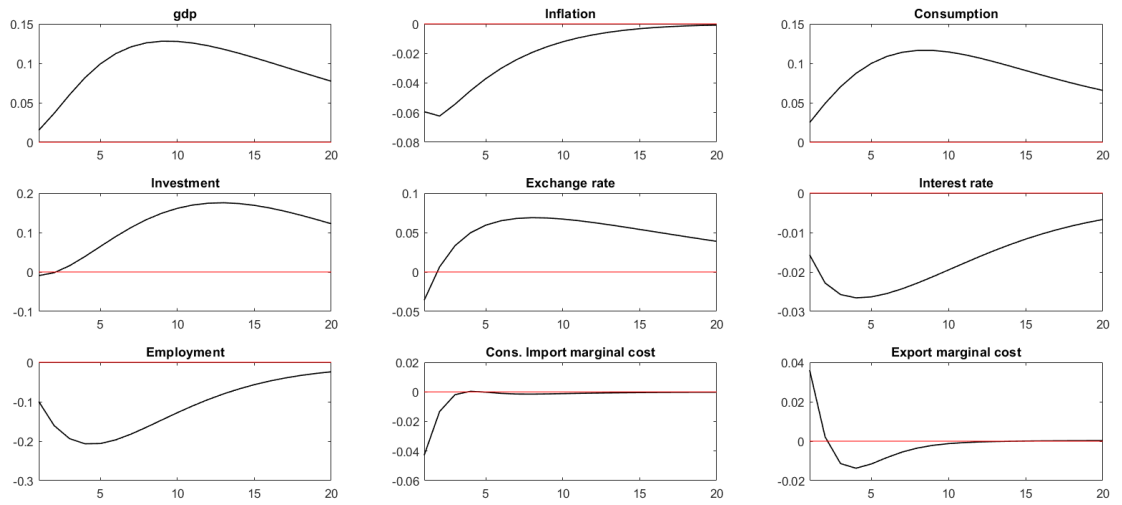 gdp
0.15
0.1
0.05
0
5 10 15 20
Inflation
0
-0.02
-0.04
-0.06
-0.08
5 10 15 20
Consumption
0.15
0.1
0.05
0
5 10 15 20
Investment
0.2
0.1
0
-0.1
5 10 15 20
Exchange rate
0.1
0.05
0
-0.05
5 10 15 20
Interest rate
0
-0.01
-0.02
-0.03
5 10 15 20
Employment
0
-0.1
-0.2
-0.3
5 10 15 20
Cons. Import marginal cost
0.02
0
-0.02
-0.04
-0.06
5 10 15 20
Export marginal cost
0.04
0.02
0
-0.02
5 10 15 20